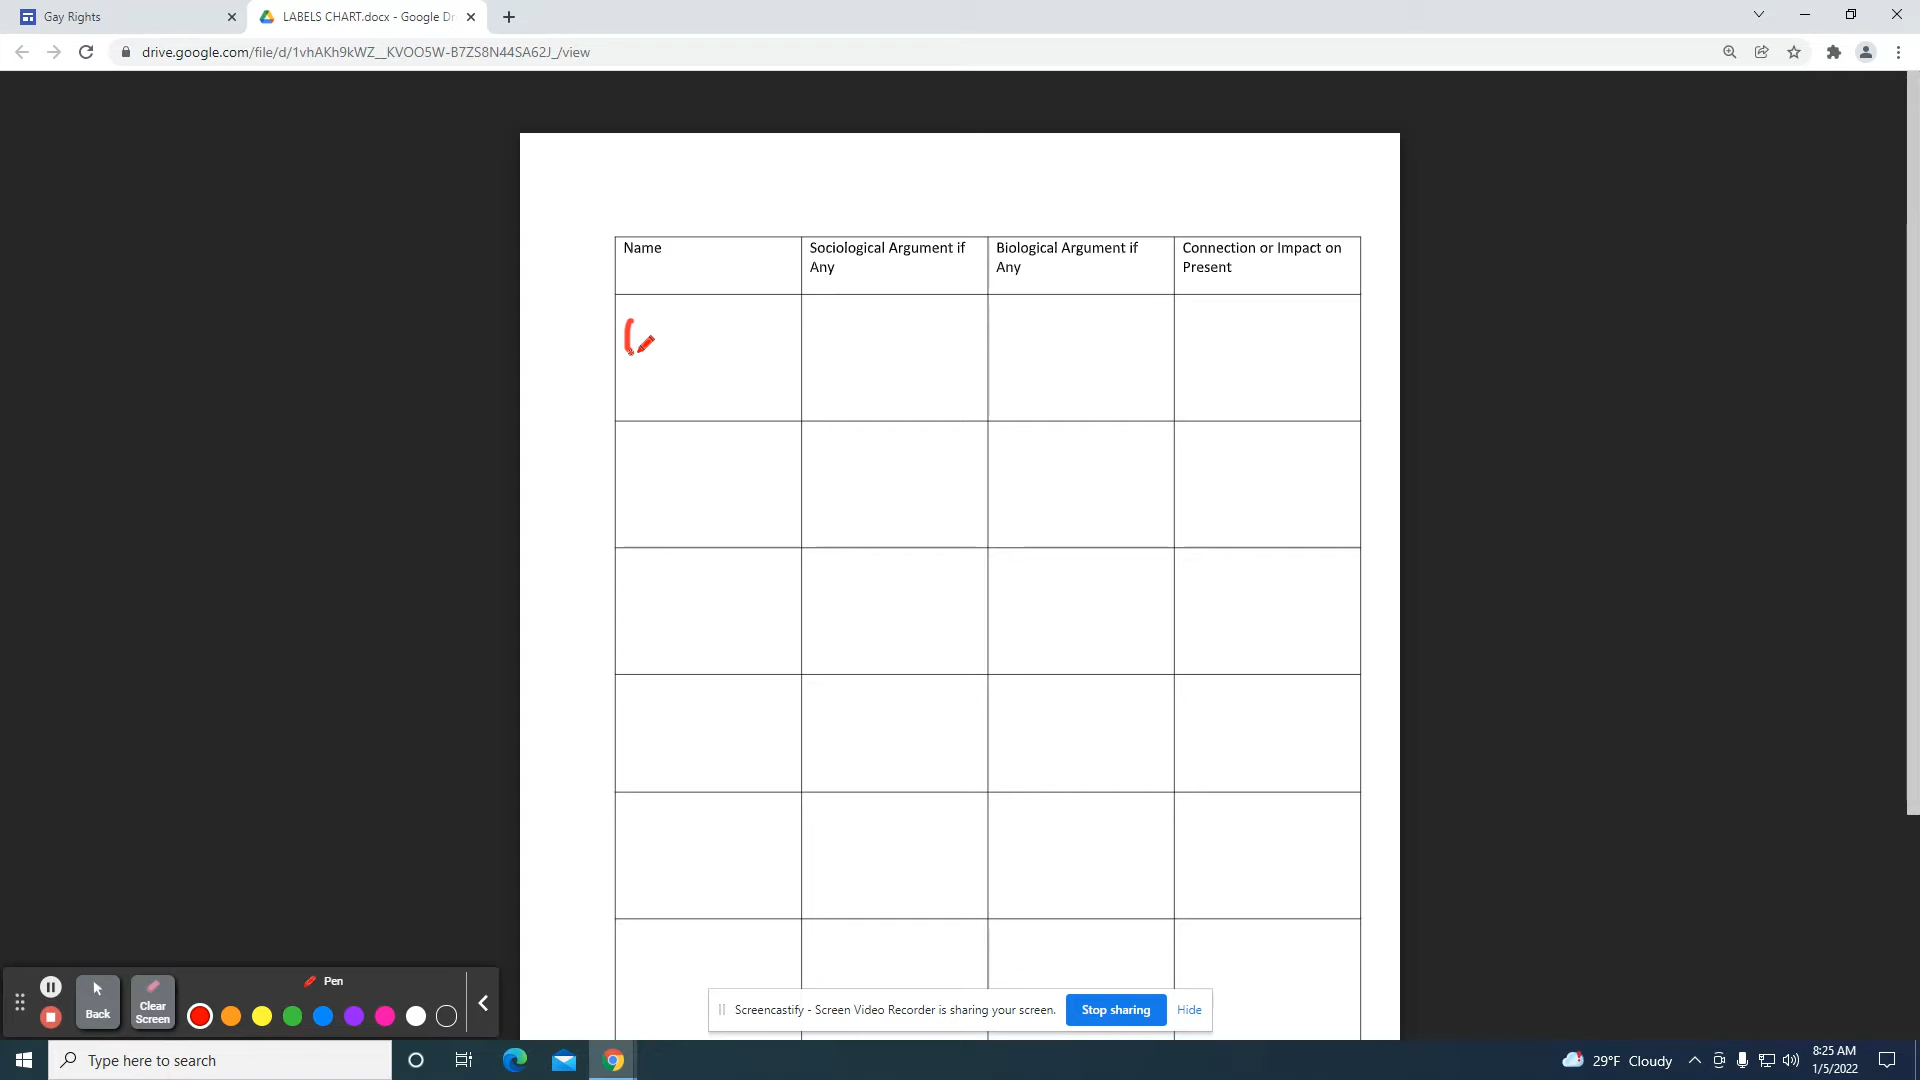 Gay Rights
LABELS CHART.docx - Google Dr
drive.google.com/file/d/1vhAKh9kWZ__KVOO5W-B7ZS8N44SA62J_/view
Name
Sociological Argument if
Any
Biological Argument if
Any
Connection or Impact on
Present
Back
Clear
Screen
Pen
Screencastify - Screen Video Recorder is sharing your screen.
Stop sharing
Hide
Type here to search
29°F Cloudy
8:25 AM
1/5/2022